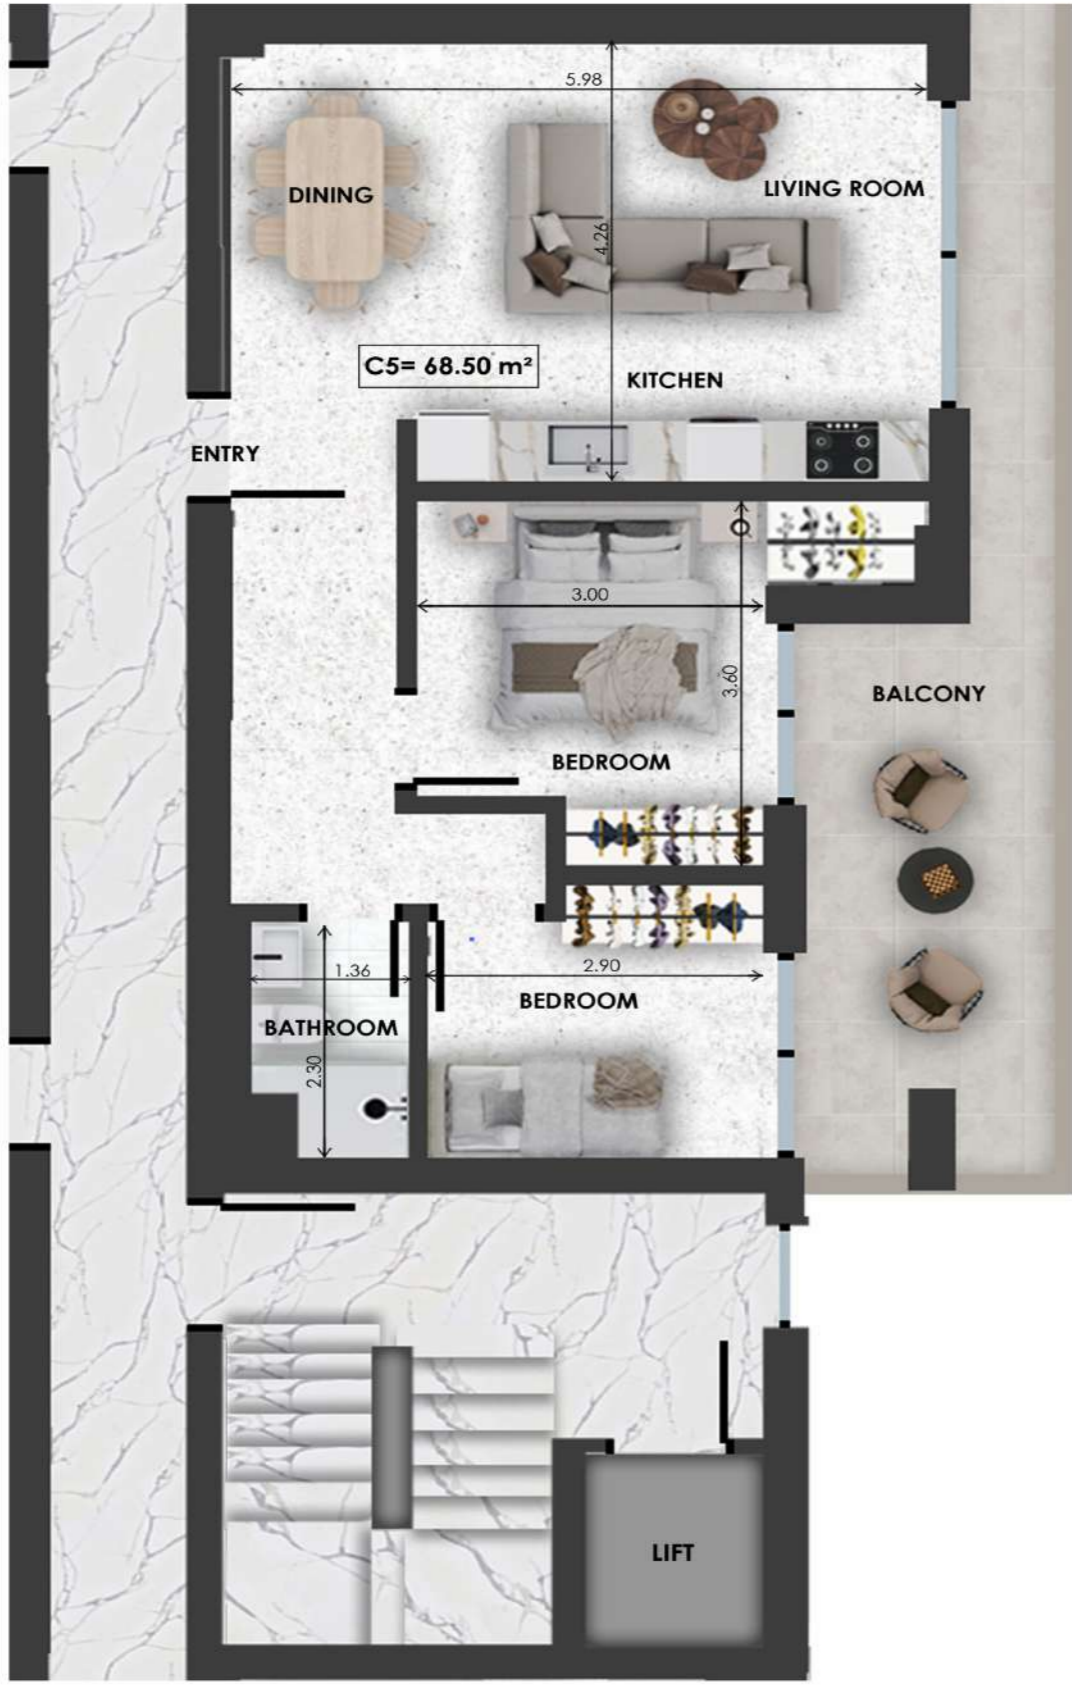 5.98
DINING
LIVING ROOM
4.26
C5= 68.50 m²
KITCHEN
ENTRY
3.00
3.60
BALCONY
BEDROOM
1.36
2.90
BEDROOM
BATHROOM
2.30
LIFT